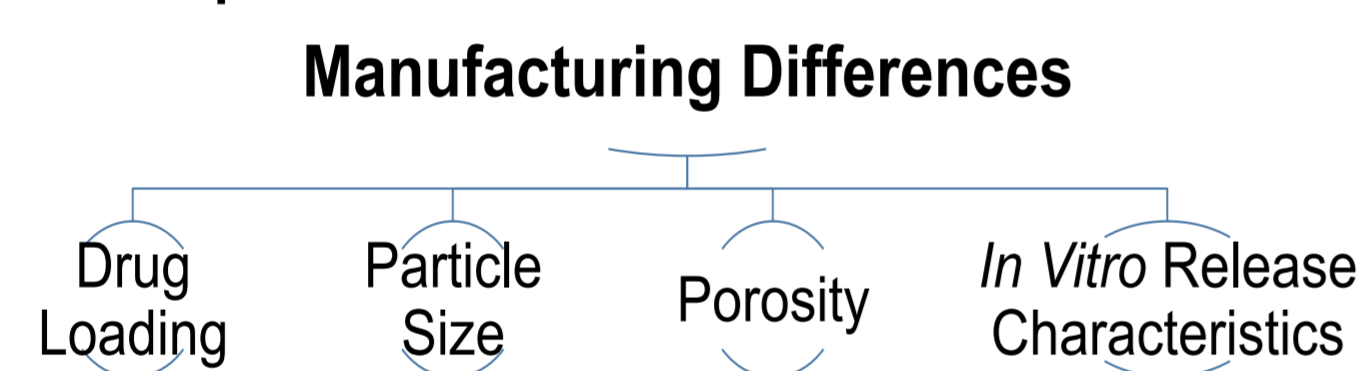 Manufacturing Differences
Drug
Loading
Particle
Size
Porosity
In Vitro Release
Characteristics